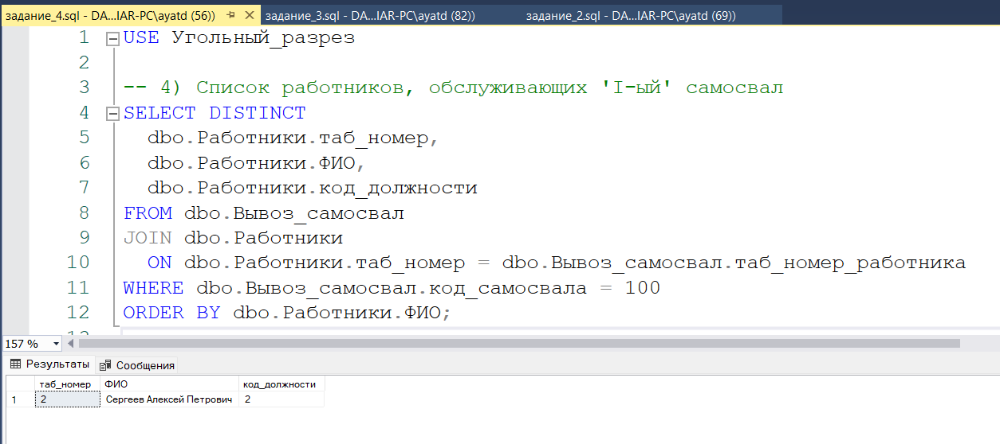 задание_4.sql - DA...IAR-PC\ayatd (56))
задание_3.sql - DA...IAR-PC\ayatd (82))
задание_2.sql - DA...IAR-PC\ayatd (69))
1 USE Угольный_разрез
2
3 -- 4) Список работников, обслуживающих 'I-ый' самосвал
4 SELECT DISTINCT
5 dbo.Работники.таб_номер,
6 dbo.Работники.ФИО,
7 dbo.Работники.код_должности
8 FROM dbo.Вывоз_самосвал
9 JOIN dbo.Работники
10 ON dbo.Работники.таб_номер = dbo.Вывоз_самосвал.таб_номер_работника
11 WHERE dbo.Вывоз_самосвал.код_самосвала = 100
12 ORDER BY dbo.Работники.ФИО;
157 %
Результаты Сообщения
таб_номер ФИО код_должности
1 2 Сергеев Алексей Петрович 2